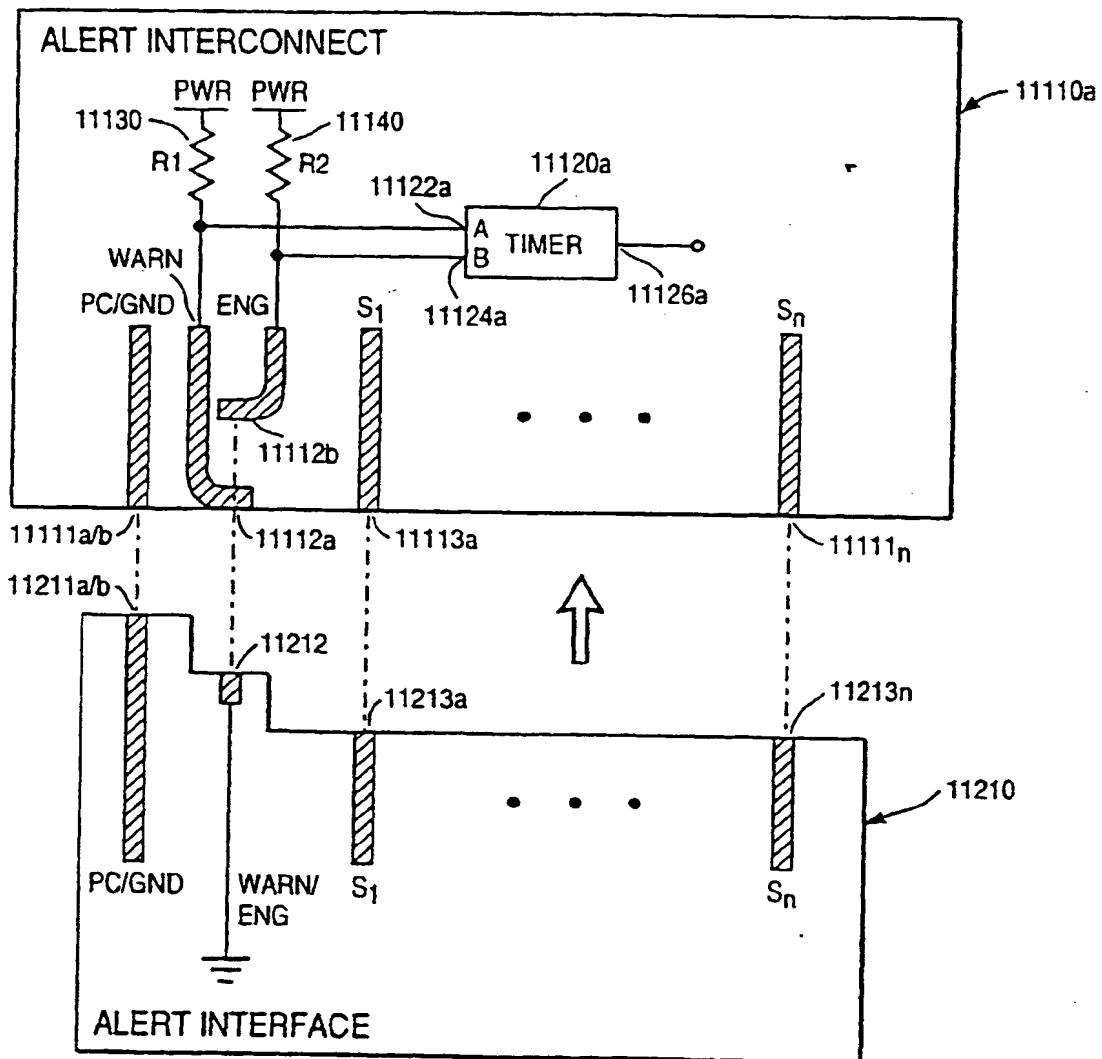 ALERT INTERCONNECT
11110a
PWR PWR
11130 11140
R1 R2
11120a
11122a
A
B
TIMER
WARN
PC/GND ENG
S1
Sn
11124a
11126a
11112b
11111a/b 11112a 11113a 11111n
11211a/b
11212
11213a 11213n
11210
PC/GND
WARN/
ENG
S1
Sn
ALERT INTERFACE